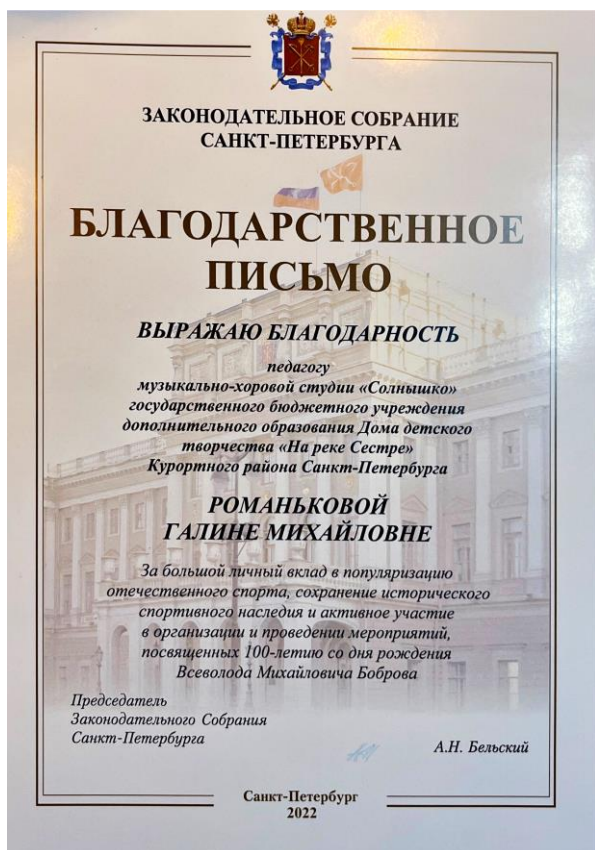 ЗАКОНОДАТЕЛЬНОЕ СОБРАНИЕ
САНКТ-ПЕТЕРБУРГА
БЛАГОДАРСТВЕННОЕ
ПИСЬМО
ВЫРАЖАЮ БЛАГОДАРНОСТЬ
педагогу
музыкально-хоровой студии «Солнышко»
государственного бюджетного учреждения
дополнительного образования Дома детского
творчества «На реке Сестре»
Курортного района Санкт-Петербурга
РОМАНЬКОВОЙ
ГАЛИНЕ МИХАЙЛОВНЕ
За большой личный вклад в популяризацию
отечественного спорта, сохранение исторического
спортивного наследия и активное участие
в организации и проведении мероприятий,
посвященных 100-летию со дня рождения
Всеволода Михайловича Боброва
Председатель
Законодательного Собрания
Санкт-Петербурга
А.Н. Бельский
Санкт-Петербург
2022